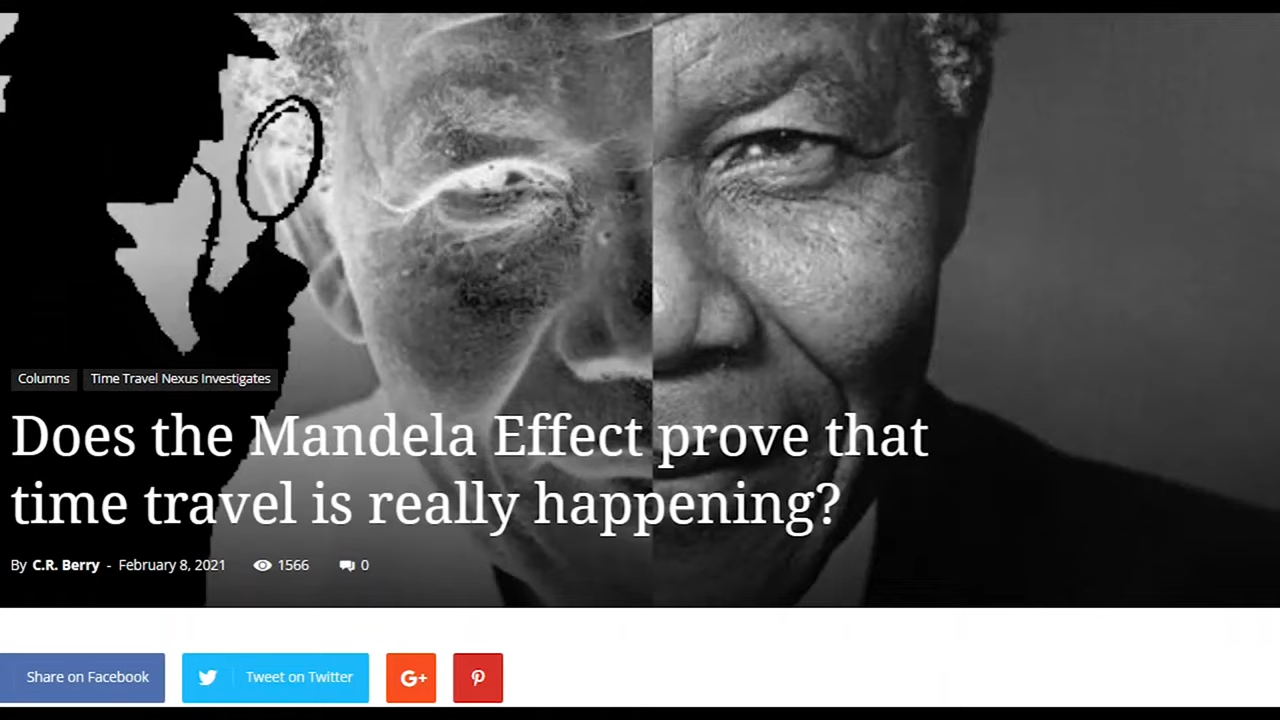 Columns Time Travel Nexus Investigates
Does the Mandela Effect prove that
time travel is really happening?
By C.R. Berry - February 8, 2021 1566 0
Share on Facebook Tweet on Twitter G+